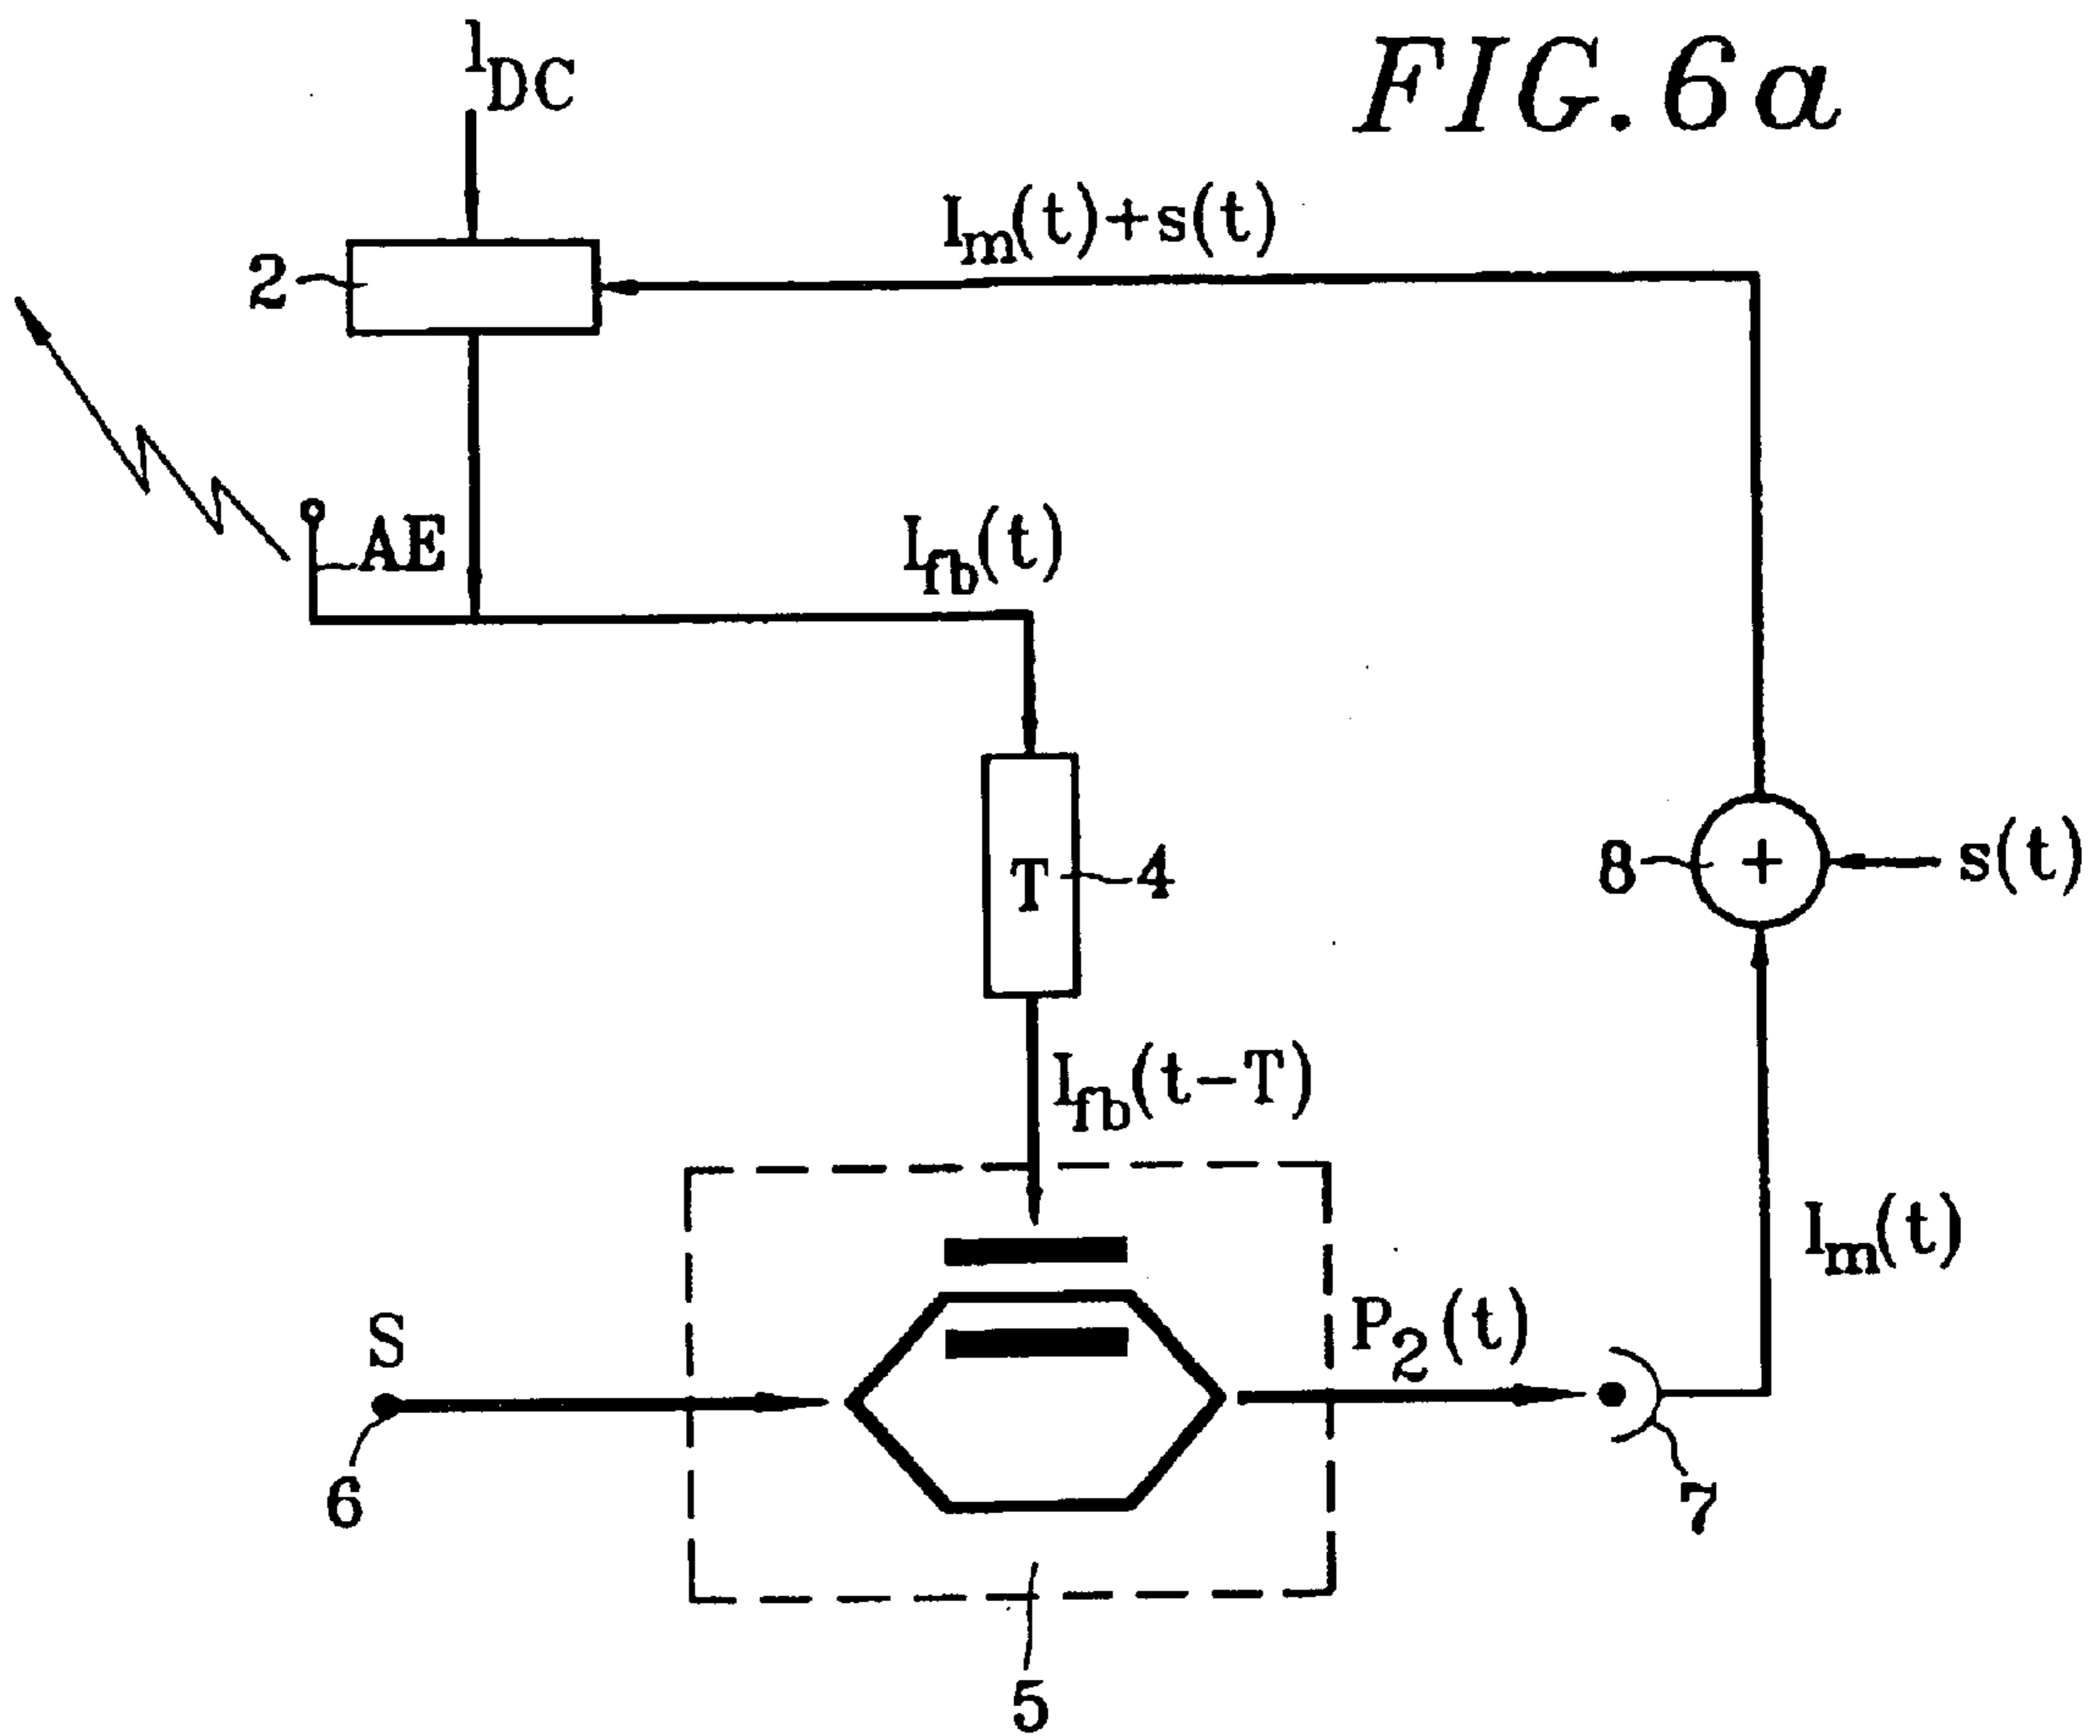 FIG.6a
I_DC
I_m(t)+s(t)
2
AE
I_fb(t)
T
4
8
+
s(t)
I_fb(t-T)
I_m(t)
P_2(t)
S
6
7
5